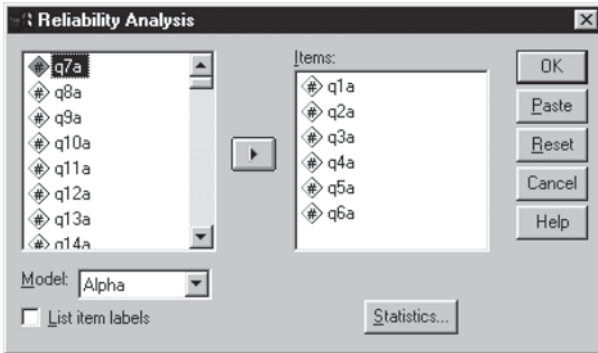 Reliability Analysis
q7a
q8a
q9a
q10a
q11a
q12a
q13a
q14a
Items:
q1a
q2a
q3a
q4a
q5a
q6a
OK
Paste
Reset
Cancel
Help
Model:
Alpha
List item labels
Statistics...